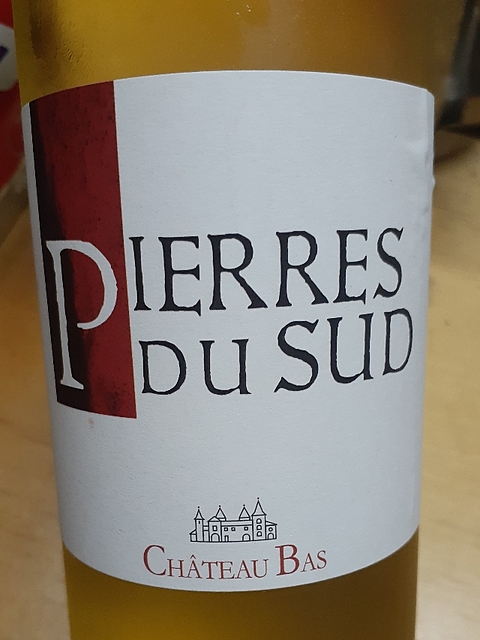 PIERRES
DU SUD
CHÂTEAU BAS